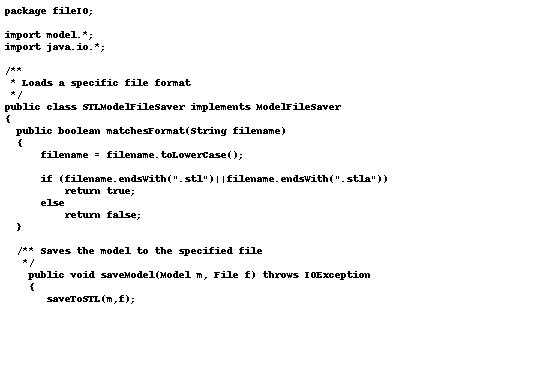 package fileIO;

import model.*;
import java.io.*;

/**
 * Loads a specific file format
 */
public class STLModelFileSaver implements ModelFileSaver
{
  public boolean matchesFormat(String filename)
  {
      filename = filename.toLowerCase();

      if (filename.endsWith(".stl")||filename.endsWith(".stla"))
          return true;
      else
          return false;
  }

  /** Saves the model to the specified file
   */
    public void saveModel(Model m, File f) throws IOException
    {
       saveToSTL(m,f);